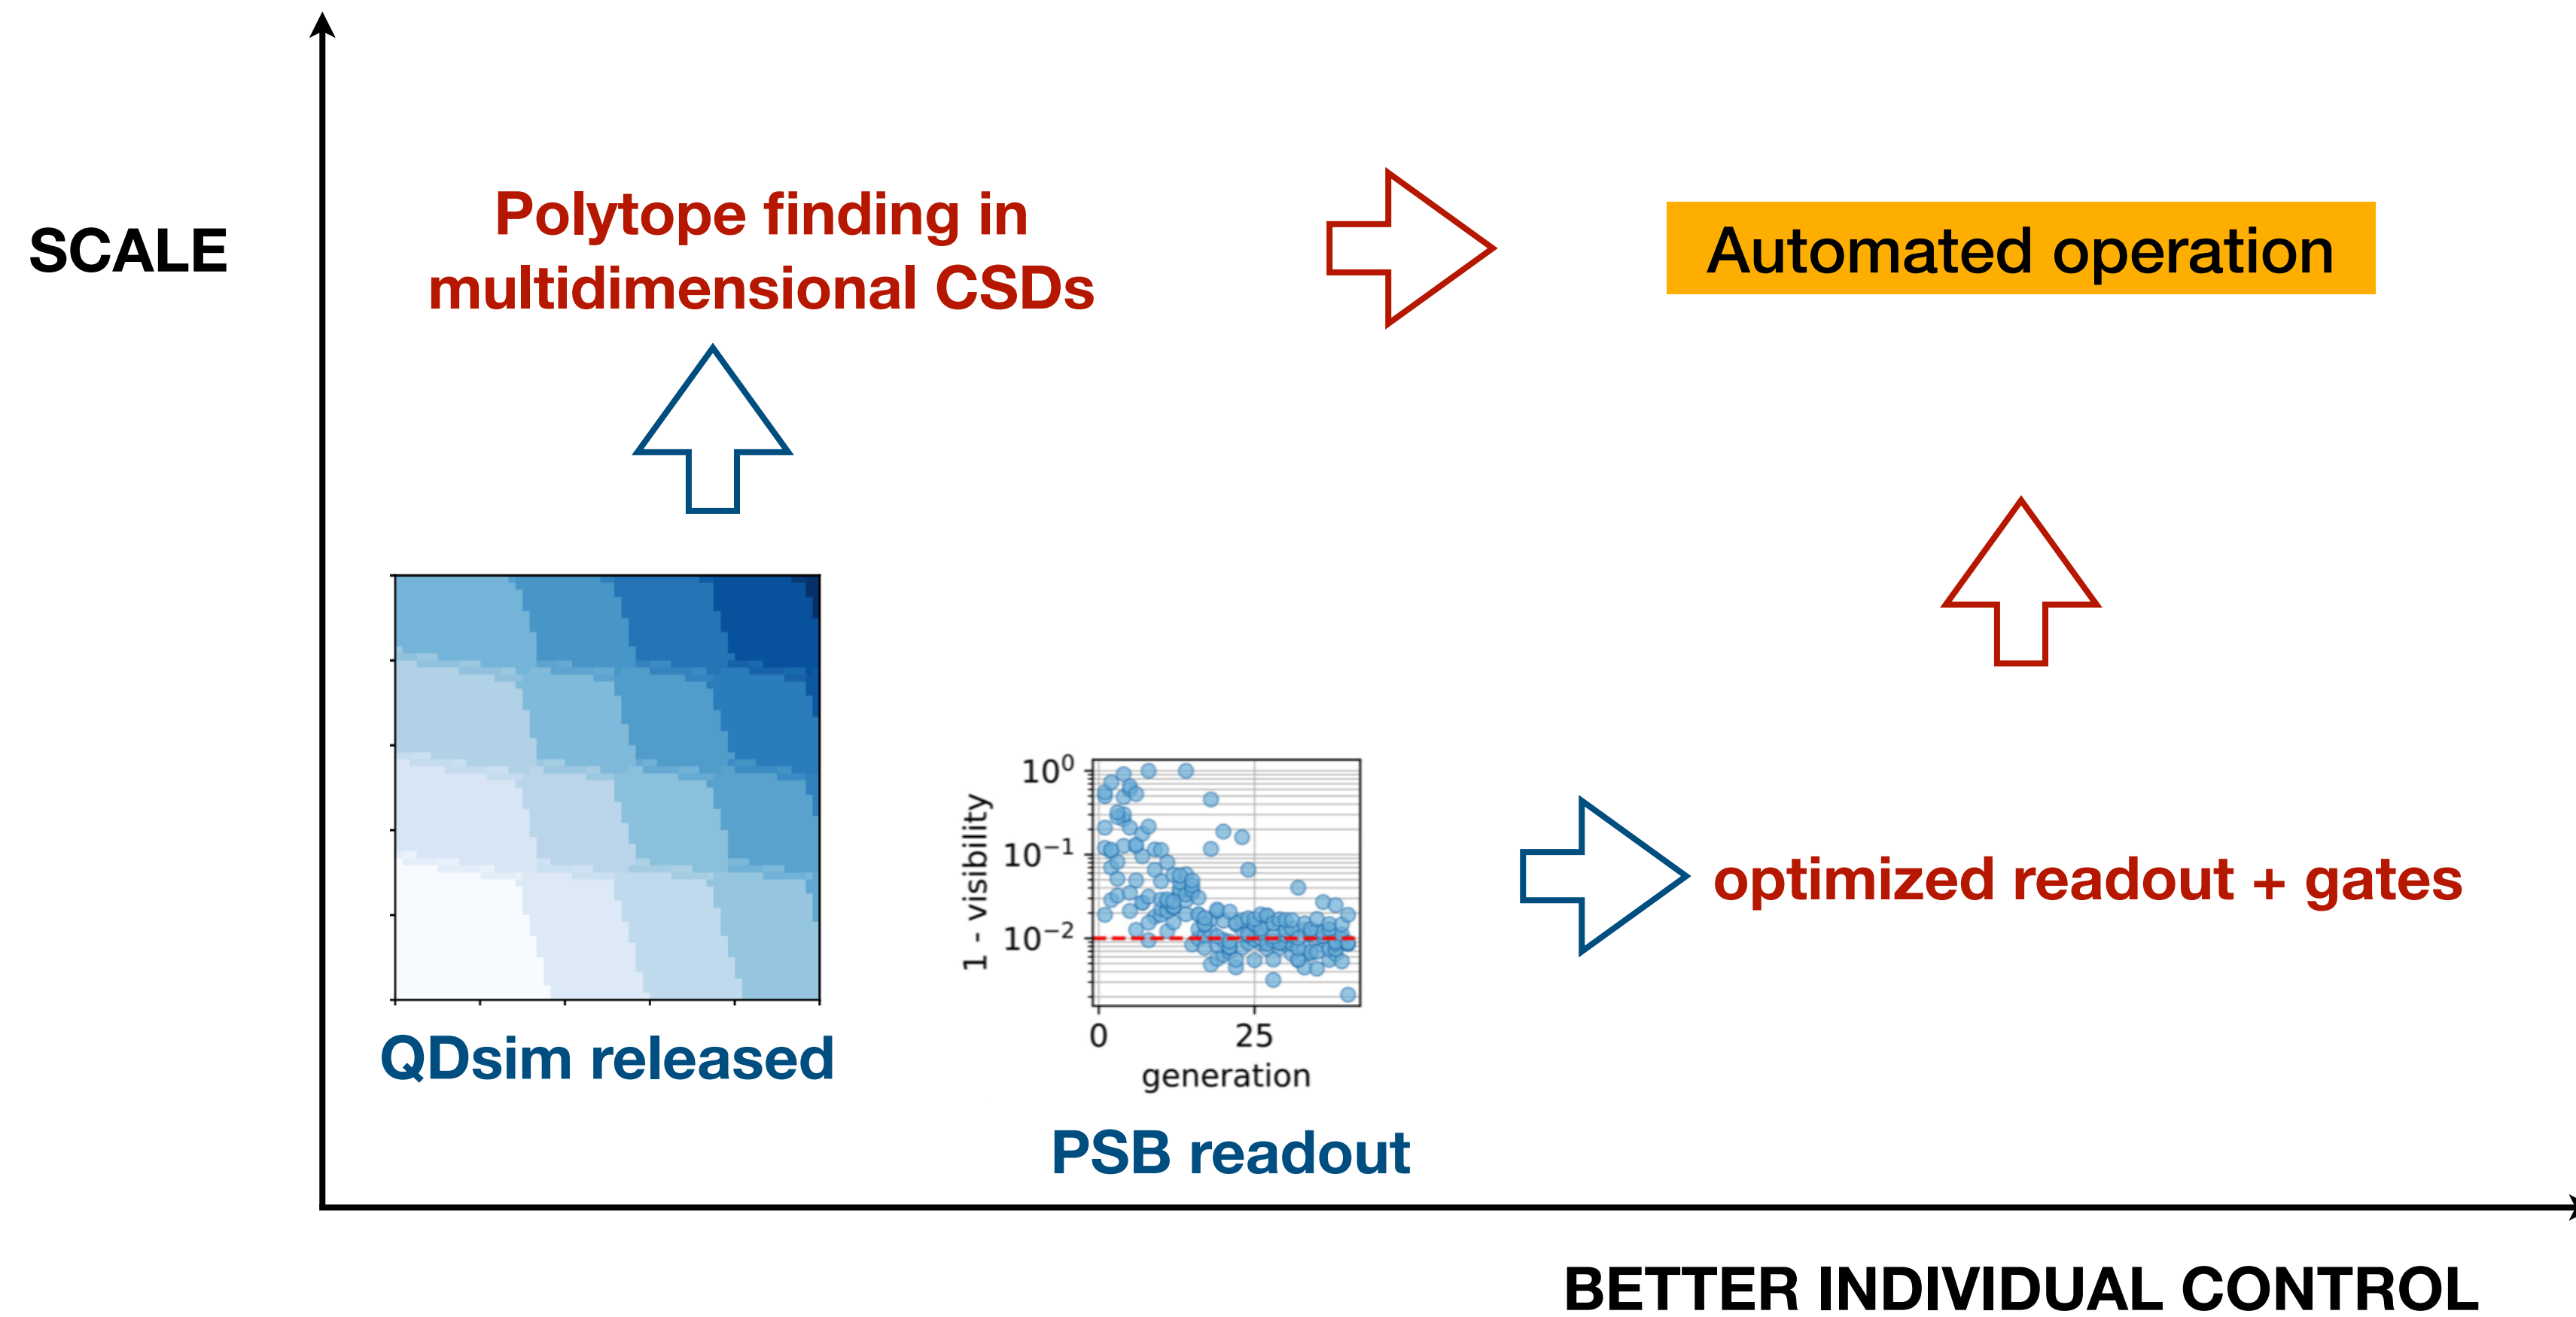 SCALE
Polytope finding in
multidimensional CSDs
Automated operation
QDsim released
1 - visibility
10⁰
10⁻¹
10⁻²
0
25
generation
PSB readout
optimized readout + gates
BETTER INDIVIDUAL CONTROL